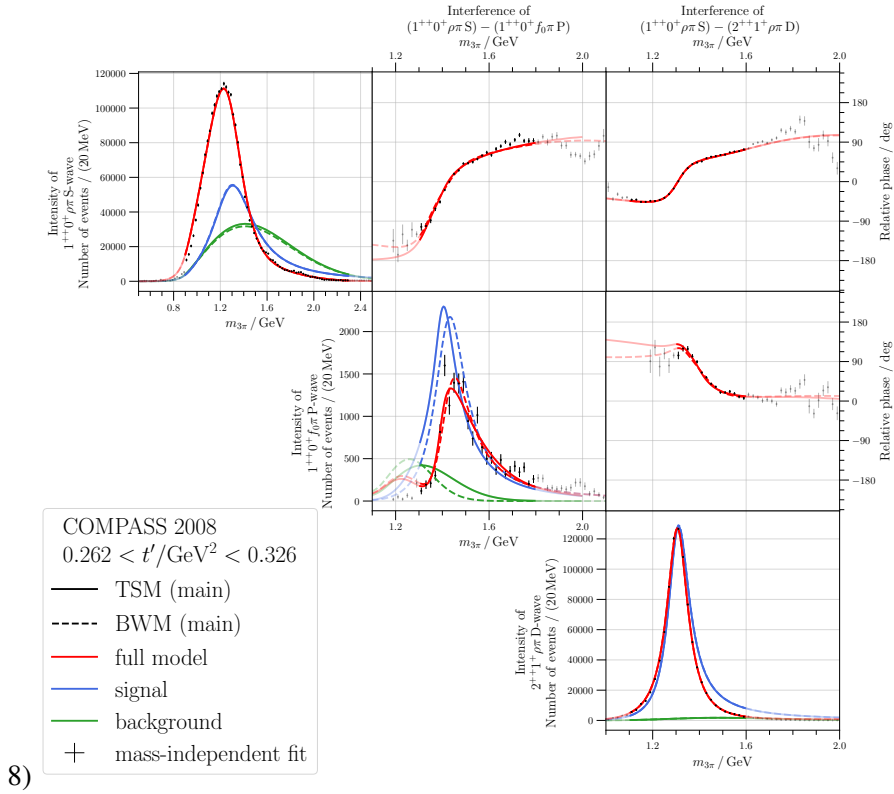 Interference of
(1⁺⁺0⁺ρπ S) − (1⁺⁺0⁺f₀π P)
m₃π / GeV
1.2 1.6 2.0
Interference of
(1⁺⁺0⁺ρπ S) − (2⁺⁺1⁺ρπ D)
m₃π / GeV
1.2 1.6 2.0
Intensity of
1⁺⁺0⁺ρπ S-wave
Number of events / (20 MeV)
120000
100000
80000
60000
40000
20000
0
0.8 1.2 1.6 2.0 2.4
m₃π / GeV
180
90
0
−90
−180
Relative phase / deg
Intensity of
1⁺⁺0⁺f₀π P-wave
Number of events / (20 MeV)
2000
1500
1000
500
0
1.2 1.6 2.0
m₃π / GeV
180
90
0
−90
−180
Relative phase / deg
Intensity of
2⁺⁺1⁺ρπ D-wave
Number of events / (20 MeV)
120000
100000
80000
60000
40000
20000
0
1.2 1.6 2.0
m₃π / GeV
COMPASS 2008
0.262 < t′/GeV² < 0.326
TSM (main)
BWM (main)
full model
signal
background
mass-independent fit
8)